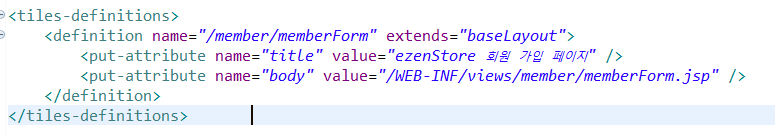 <tiles-definitions>
<definition name="/member/memberForm" extends="baseLayout">
<put-attribute name="title" value="ezenStore 회원 가입 페이지" />
<put-attribute name="body" value="/WEB-INF/views/member/memberForm.jsp" />
</definition>
</tiles-definitions>